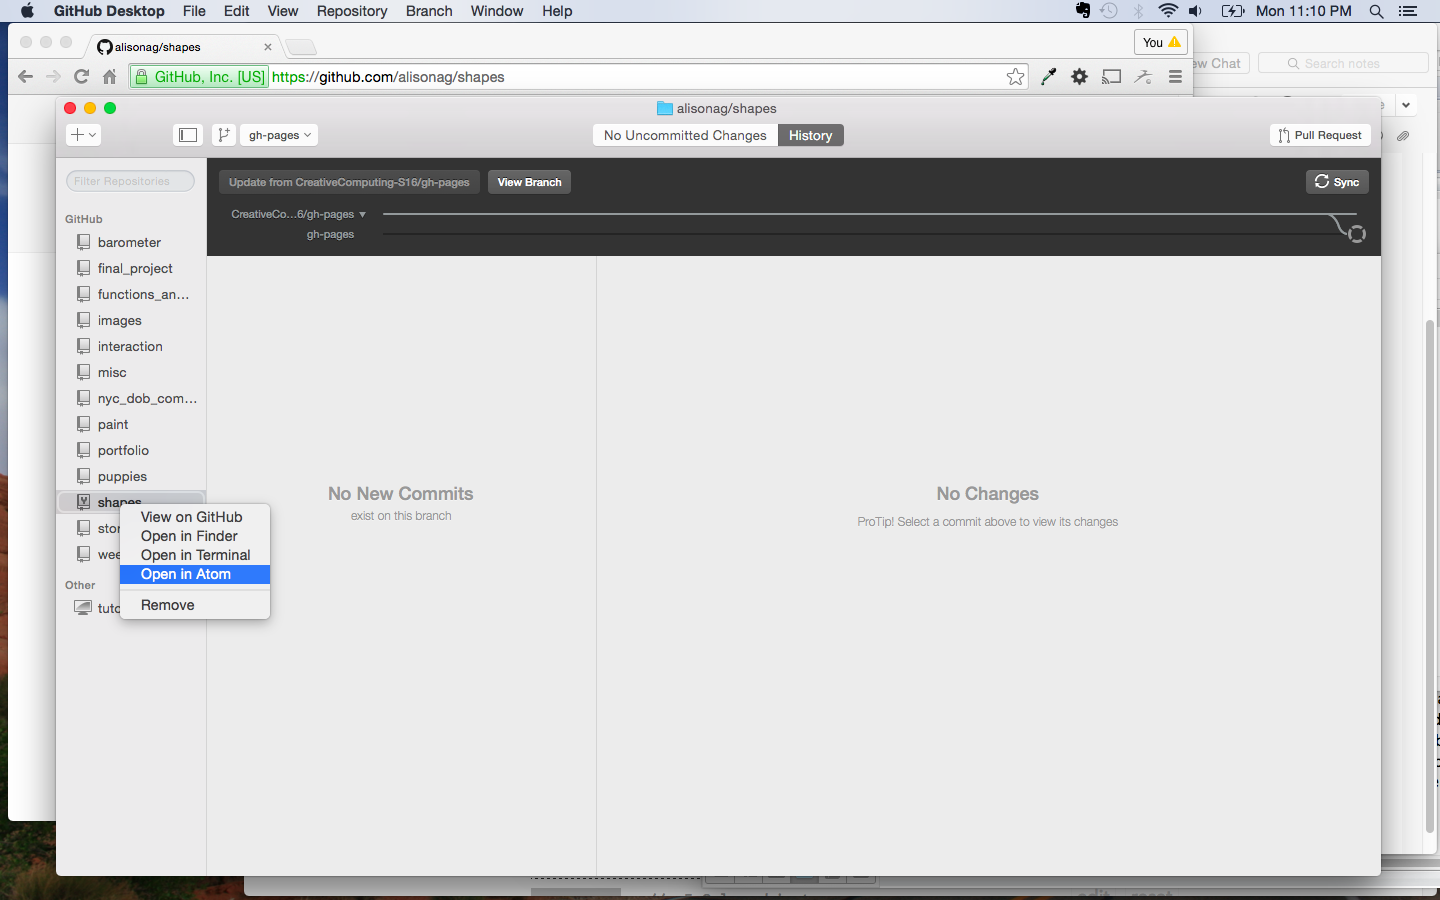 GitHub Desktop File Edit View Repository Branch Window Help Mon 11:10 PM
alisonag/shapes
You
GitHub, Inc. [US] https://github.com/alisonag/shapes
ew Chat
Search notes
alisonag/shapes
gh-pages
No Uncommitted Changes History
Pull Request
Filter Repositories
Update from CreativeComputing-S16/gh-pages View Branch
Sync
CreativeCo...6/gh-pages
gh-pages
GitHub
barometer
final_project
functions_an...
images
interaction
misc
nyc_dob_com...
paint
portfolio
puppies
shapes
stor
wee
Other
tuto
View on GitHub
Open in Finder
Open in Terminal
Open in Atom
Remove
No New Commits
exist on this branch
No Changes
ProTip! Select a commit above to view its changes